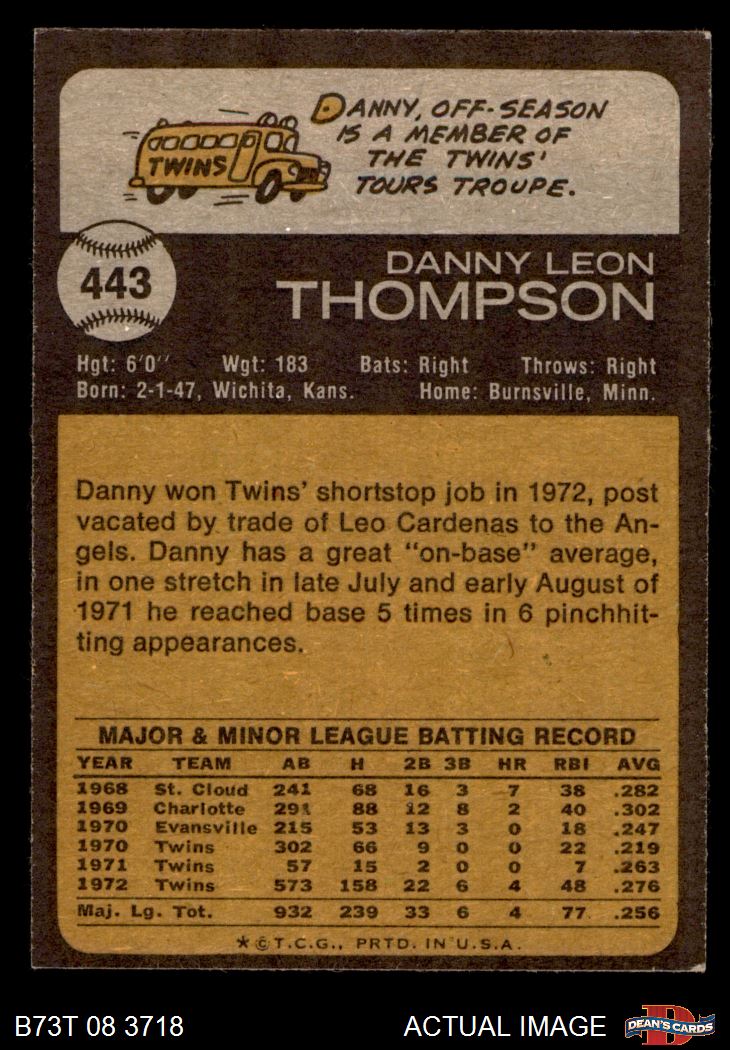 DANNY, OFF-SEASON
IS A MEMBER OF
THE TWINS'
TOURS TROUPE.
TWINS
443
DANNY LEON
THOMPSON
Hgt: 6'0" Wgt: 183 Bats: Right Throws: Right
Born: 2-1-47, Wichita, Kans. Home: Burnsville, Minn.
Danny won Twins' shortstop job in 1972, post
vacated by trade of Leo Cardenas to the An-
gels. Danny has a great "on-base" average,
in one stretch in late July and early August of
1971 he reached base 5 times in 6 pinchhit-
ting appearances.
MAJOR & MINOR LEAGUE BATTING RECORD
YEAR TEAM AB H 2B 3B HR RBI AVG
1968 St. Cloud 241 68 16 3 7 38 .282
1969 Charlotte 291 88 12 8 2 40 .302
1970 Evansville 215 53 13 3 0 18 .247
1970 Twins 302 66 9 0 0 22 .219
1971 Twins 57 15 2 0 0 7 .263
1972 Twins 573 158 22 6 4 48 .276
Maj. Lg. Tot. 932 239 33 6 4 77 .256
★©T.C.G., PRTD. IN U.S.A.
B73T 08 3718 ACTUAL IMAGE
D
DEAN'S CARDS